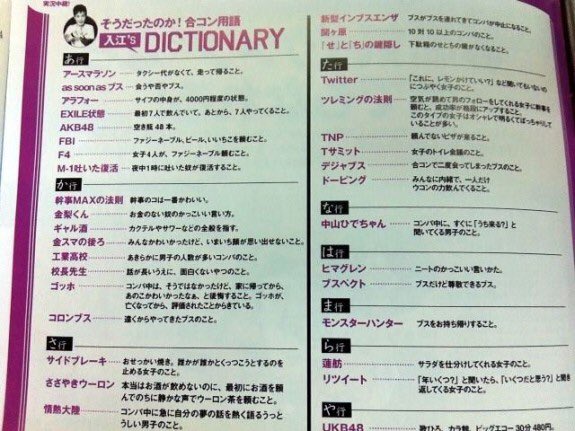 実況中継!
そうだったのか!合コン用語
入江's DICTIONARY
あ行
アースマラソン タクシー代がなくて、走って帰ること。
as soon as ブス 会うや否やブス。
アラフォー サイフの中身が、4000円程度の状態。
EXILE状態 最初7人で飲んでいて、あとから、7人やってくること。
AKB48 空き瓶48本。
FBI ファジーネーブル、ビール、いちごを頼むこと。
F4 女子4人が、ファジーネーブル頼むこと。
M-1吐いた復活 夜中1時に吐いた奴が復活すること。
か行
幹事MAXの法則 幹事のコは一番かわいい。
金梨くん お金のない奴のかっこいい言い方。
ギャル酒 カクテルやサワーなどの全般を指す。
金スマの後ろ みんなかわいかったけど、いまいち顔が思い出せないこと。
工業高校 あきらかに男子の人数が多いコンパのこと。
校長先生 話が長いうえに、面白くないやつのこと。
ゴッホ コンパ中は、そうではなかったけど、家に帰ってから、
あのこかわいかったなぁ、と後悔すること。ゴッホが、
亡くなってから、評価されたことからきている。
コロンブス 遠くからやってきたブスのこと。
さ行
サイドブレーキ おせっかい焼き。誰かが誰かとくっつこうとするのを
止める女子のこと。
ささやきウーロン 本当はお酒が飲めないのに、最初にお酒を頼
んでのちに静かな声でウーロン茶を頼むこと。
情熱大陸 コンパ中に急に自分の夢の話を熱く語るうっと
うしい男子のこと。
新型インブスエンザ ブスがブスを連れてきてコンパが中止になること。
関ヶ原 10対10以上のコンパのこと。
「せ」と「ち」の鍵隠し 下駄箱のせとちの鍵がなくなること。
た行
Twitter 「これに、レモンかけていい?」など聞いてもいないの
につぶやく女子のこと。
ツレミングの法則 空気が読めて男のフォローをしてくれる女子に幹事を
頼むと、成功率が格段にアップすること
このタイプの女子はオシャレで明るくてぽっちゃりして
いることが多い。
TNP 頼んでないピザが来ること。
Tサミット 女子のトイレ会議のこと。
デジャブス 合コンで二度会ってしまったブスのこと。
ドーピング みんなに内緒で、一人だけ
ウコンの力飲んでくること。
な行
中山ひでちゃん コンパ中に、すぐに「うち来る?」と
聞いてくる男子のこと。
は行
ヒマグレン ニートのかっこいい言いかた。
ブスペクト ブスだけど尊敬できるブス。
ま行
モンスターハンター ブスをお持ち帰りすること。
ら行
蓮舫 サラダを仕分けしてくれる女子のこと。
リツイート 「年いくつ?」と聞いたら、「いくつだと思う?」と聞き
返してくる女子のこと。
や行
UKB48 歌ひろ、カラ館、ビッグエコー 30分480円。